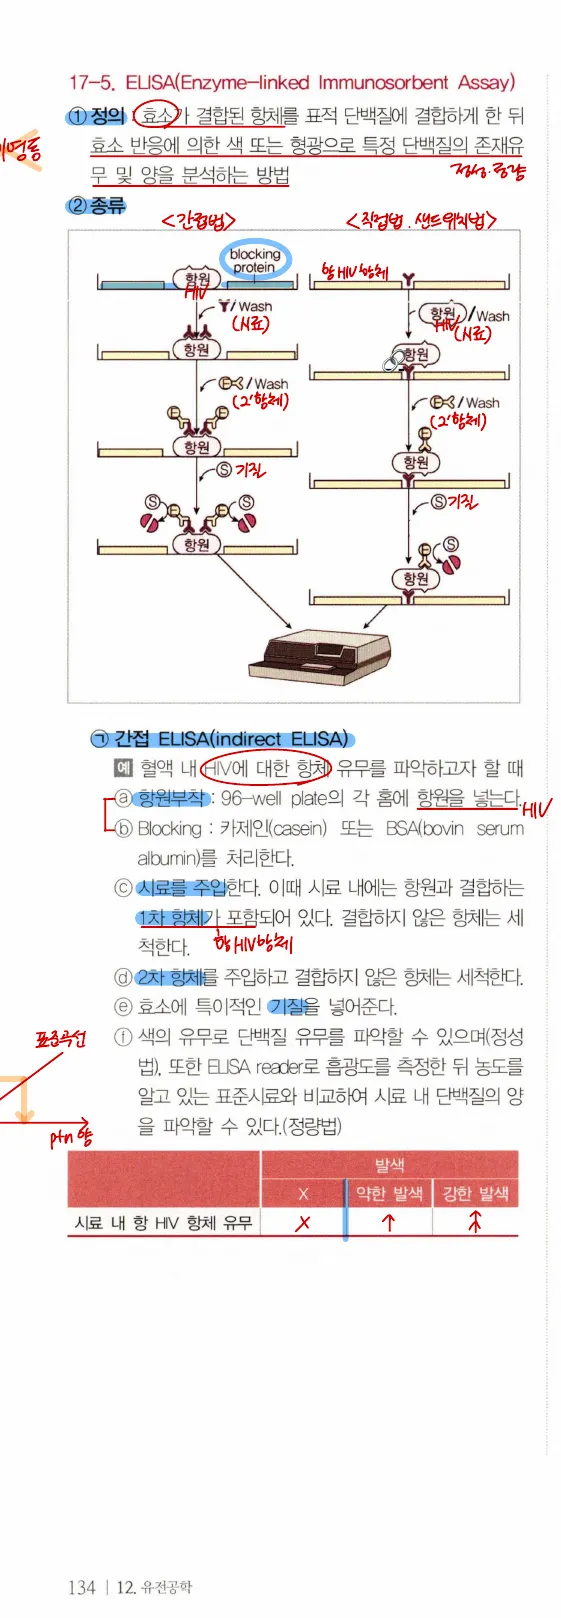 17-5. ELISA(Enzyme-linked Immunosorbent Assay)
① 정의 : 효소가 결합된 항체를 표적 단백질에 결합하게 한 뒤
효소 반응에 의한 색 또는 형광으로 특정 단백질의 존재유
무 및 양을 분석하는 방법
정성·정량
② 종류
<간접법>
<직접법. 샌드위치법>
blocking
protein
항원
HIV
항HIV항체
/Wash
(시료)
항원
HIV
/Wash
(시료)
항원
항원
E /Wash
(2'항체)
E /Wash
(2'항체)
E E
항원
E
항원
S 기질
S 기질
S E E S
항원
E S
항원
㉠ 간접 ELISA(indirect ELISA)
예 혈액 내 HIV에 대한 항체 유무를 파악하고자 할 때
ⓐ 항원부착 : 96-well plate의 각 홈에 항원을 넣는다.
HIV
ⓑ Blocking : 카제인(casein) 또는 BSA(bovin serum
albumin)를 처리한다.
ⓒ 시료를 주입한다. 이때 시료 내에는 항원과 결합하는
1차 항체가 포함되어 있다. 결합하지 않은 항체는 세
척한다.
항HIV항체
ⓓ 2차 항체를 주입하고 결합하지 않은 항체는 세척한다.
ⓔ 효소에 특이적인 기질을 넣어준다.
ⓕ 색의 유무로 단백질 유무를 파악할 수 있으며(정성
법), 또한 ELISA reader로 흡광도를 측정한 뒤 농도를
알고 있는 표준시료와 비교하여 시료 내 단백질의 양
을 파악할 수 있다.(정량법)
표준곡선
ptn 양
발색
X 약한 발색 강한 발색
시료 내 항 HIV 항체 유무 X ↑ ↑
134 | 12. 유전공학